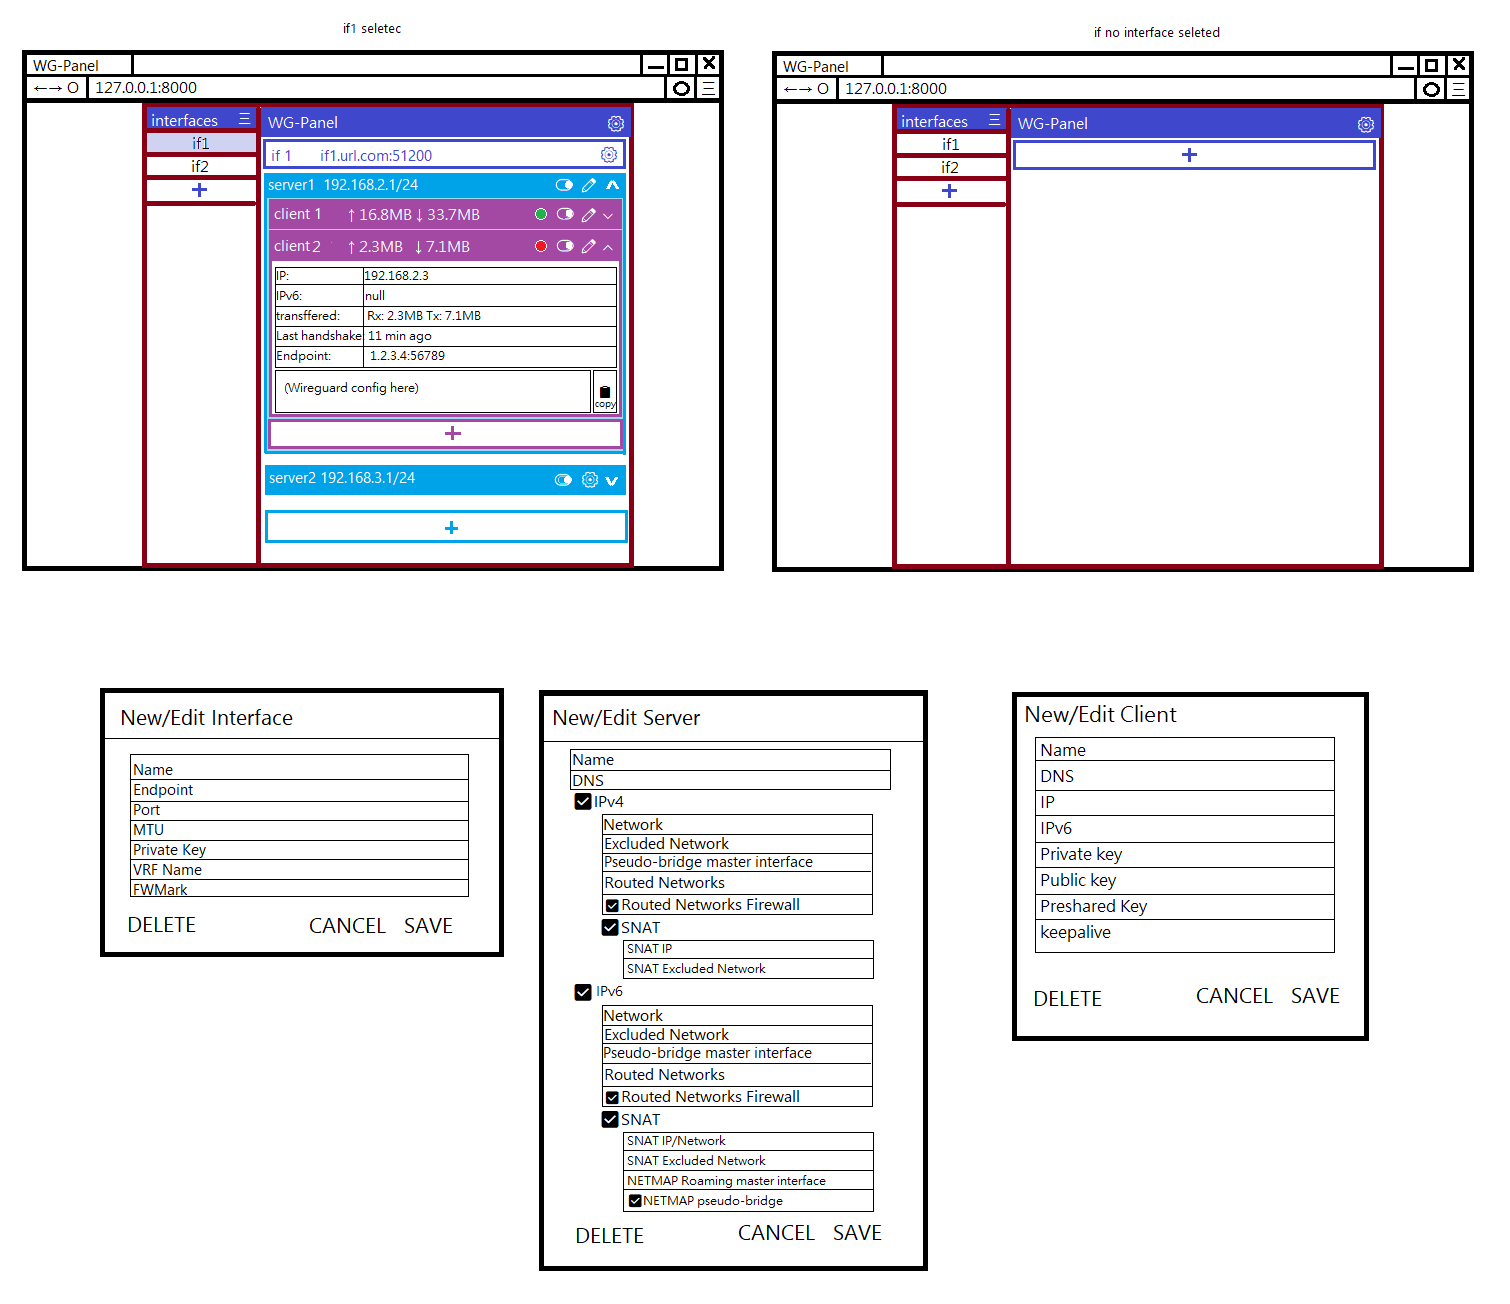 if1 seletec
WG-Panel
←→ O 127.0.0.1:8000
interfaces
if1
if2
+
WG-Panel
if 1 if1.url.com:51200
server1 192.168.2.1/24
client 1 ↑ 16.8MB ↓ 33.7MB
client2 ↑ 2.3MB ↓ 7.1MB
IP: 192.168.2.3
IPv6: null
transffered: Rx: 2.3MB Tx: 7.1MB
Last handshake: 11 min ago
Endpoint: 1.2.3.4:56789
(Wireguard config here)
copy
+
server2 192.168.3.1/24
+
if no interface seleted
WG-Panel
←→ O 127.0.0.1:8000
interfaces
if1
if2
+
WG-Panel
+
New/Edit Interface
Name
Endpoint
Port
MTU
Private Key
VRF Name
FWMark
DELETE CANCEL SAVE
New/Edit Server
Name
DNS
IPv4
Network
Excluded Network
Pseudo-bridge master interface
Routed Networks
Routed Networks Firewall
SNAT
SNAT IP
SNAT Excluded Network
IPv6
Network
Excluded Network
Pseudo-bridge master interface
Routed Networks
Routed Networks Firewall
SNAT
SNAT IP/Network
SNAT Excluded Network
NETMAP Roaming master interface
NETMAP pseudo-bridge
DELETE CANCEL SAVE
New/Edit Client
Name
DNS
IP
IPv6
Private key
Public key
Preshared Key
keepalive
DELETE CANCEL SAVE